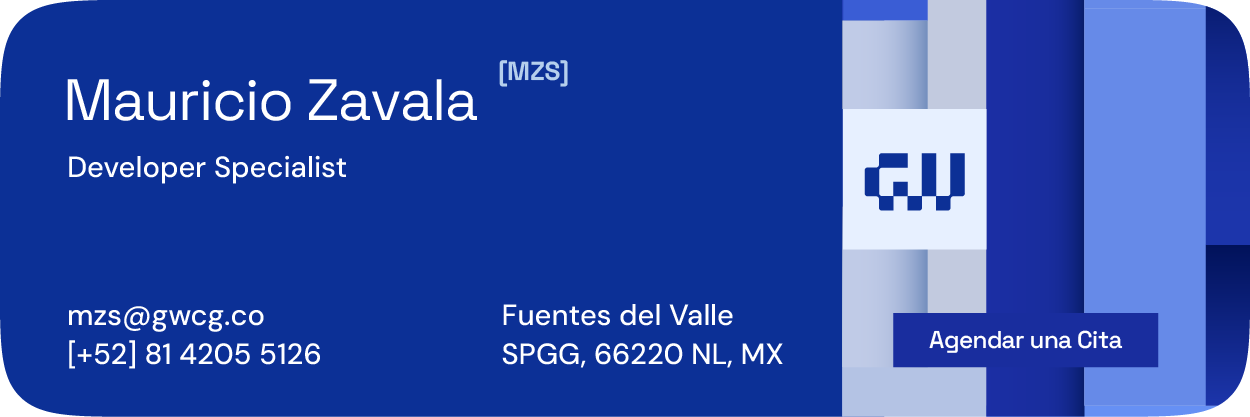 Mauricio Zavala [MZS]
Developer Specialist
mzs@gwcg.co
[+52] 81 4205 5126
Fuentes del Valle
SPGG, 66220 NL, MX
GW
Agendar una Cita